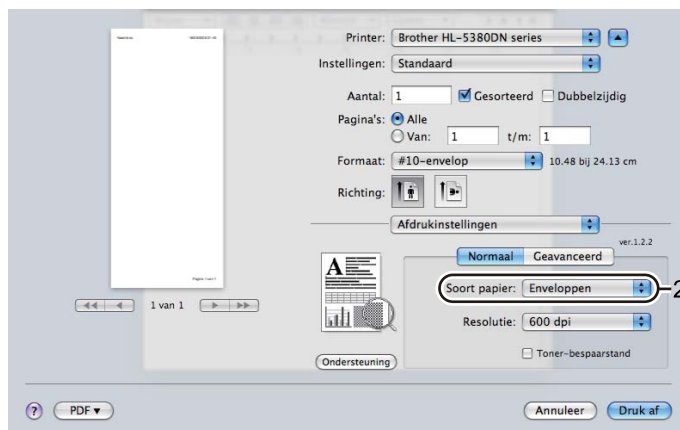 Printer: Brother HL-5380DN series
Instellingen: Standaard
Aantal: 1 Gesorteerd Dubbelzijdig
Pagina's: Alle
Van: 1 t/m: 1
Formaat: #10-envelop 10.48 bij 24.13 cm
Richting:
Afdrukinstellingen
ver.1.2.2
Normaal Geavanceerd
Soort papier: Enveloppen 2
Resolutie: 600 dpi
Toner-bespaarstand
A
1 van 1
Ondersteuning
? PDF Annuleer Druk af